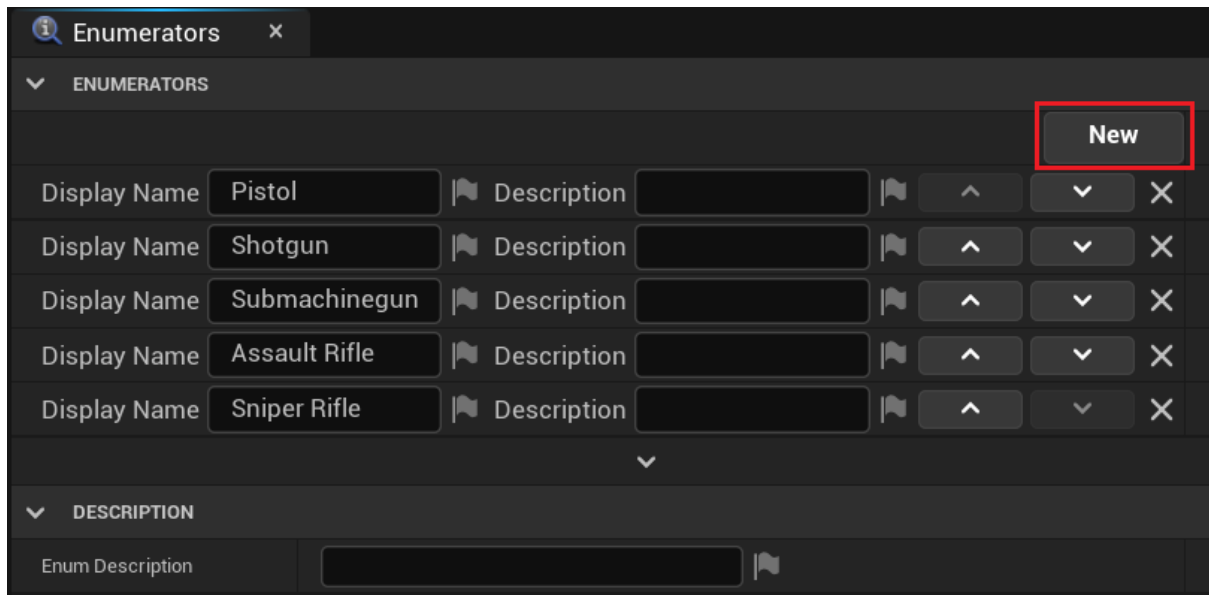 Enumerators
ENUMERATORS
New
Display Name Pistol Description
Display Name Shotgun Description
Display Name Submachinegun Description
Display Name Assault Rifle Description
Display Name Sniper Rifle Description
DESCRIPTION
Enum Description